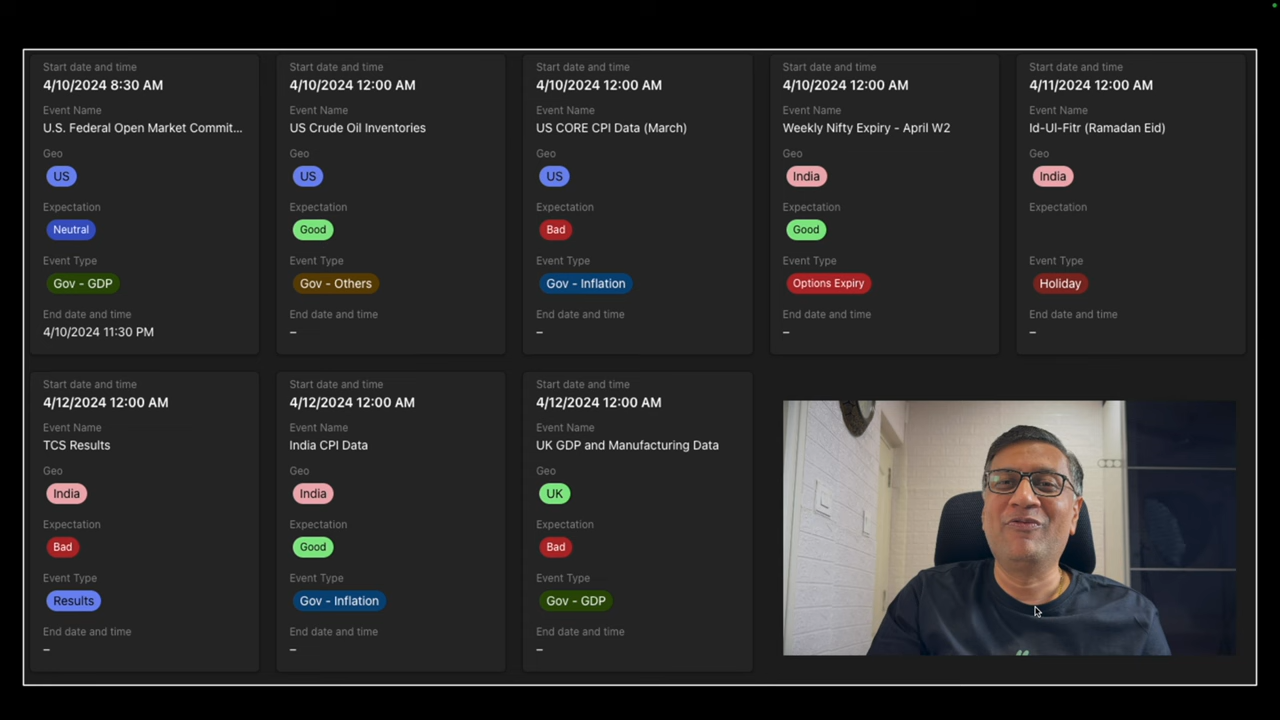 Start date and time
4/10/2024 8:30 AM
Event Name
U.S. Federal Open Market Commit...
Geo
US
Expectation
Neutral
Event Type
Gov - GDP
End date and time
4/10/2024 11:30 PM
Start date and time
4/10/2024 12:00 AM
Event Name
US Crude Oil Inventories
Geo
US
Expectation
Good
Event Type
Gov - Others
End date and time
–
Start date and time
4/10/2024 12:00 AM
Event Name
US CORE CPI Data (March)
Geo
US
Expectation
Bad
Event Type
Gov - Inflation
End date and time
–
Start date and time
4/10/2024 12:00 AM
Event Name
Weekly Nifty Expiry - April W2
Geo
India
Expectation
Good
Event Type
Options Expiry
End date and time
–
Start date and time
4/11/2024 12:00 AM
Event Name
Id-Ul-Fitr (Ramadan Eid)
Geo
India
Expectation
Event Type
Holiday
End date and time
–
Start date and time
4/12/2024 12:00 AM
Event Name
TCS Results
Geo
India
Expectation
Bad
Event Type
Results
End date and time
–
Start date and time
4/12/2024 12:00 AM
Event Name
India CPI Data
Geo
India
Expectation
Good
Event Type
Gov - Inflation
End date and time
–
Start date and time
4/12/2024 12:00 AM
Event Name
UK GDP and Manufacturing Data
Geo
UK
Expectation
Bad
Event Type
Gov - GDP
End date and time
–